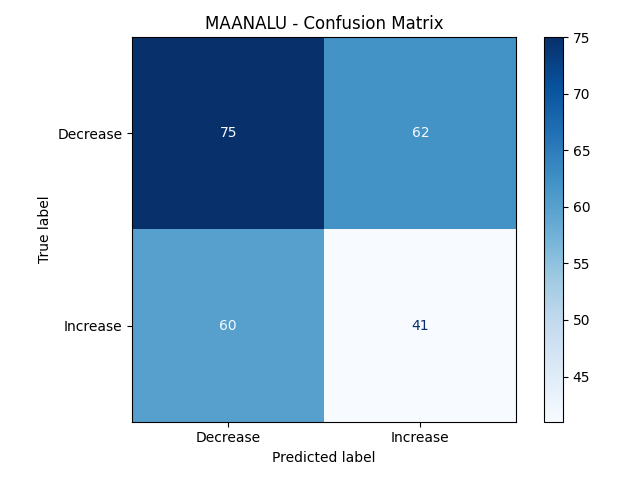 MAANALU - Confusion Matrix
True label
Decrease
75
62
Increase
60
41
Decrease
Increase
Predicted label
75
70
65
60
55
50
45